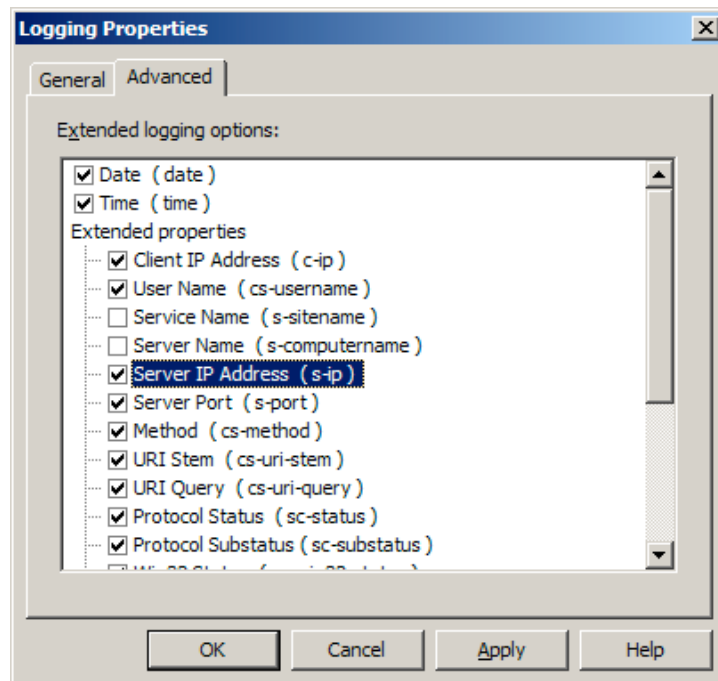 Logging Properties
General Advanced
Extended logging options:
Date ( date )
Time ( time )
Extended properties
Client IP Address ( c-ip )
User Name ( cs-username )
Service Name ( s-sitename )
Server Name ( s-computername )
Server IP Address ( s-ip )
Server Port ( s-port )
Method ( cs-method )
URI Stem ( cs-uri-stem )
URI Query ( cs-uri-query )
Protocol Status ( sc-status )
Protocol Substatus ( sc-substatus )
OK Cancel Apply Help